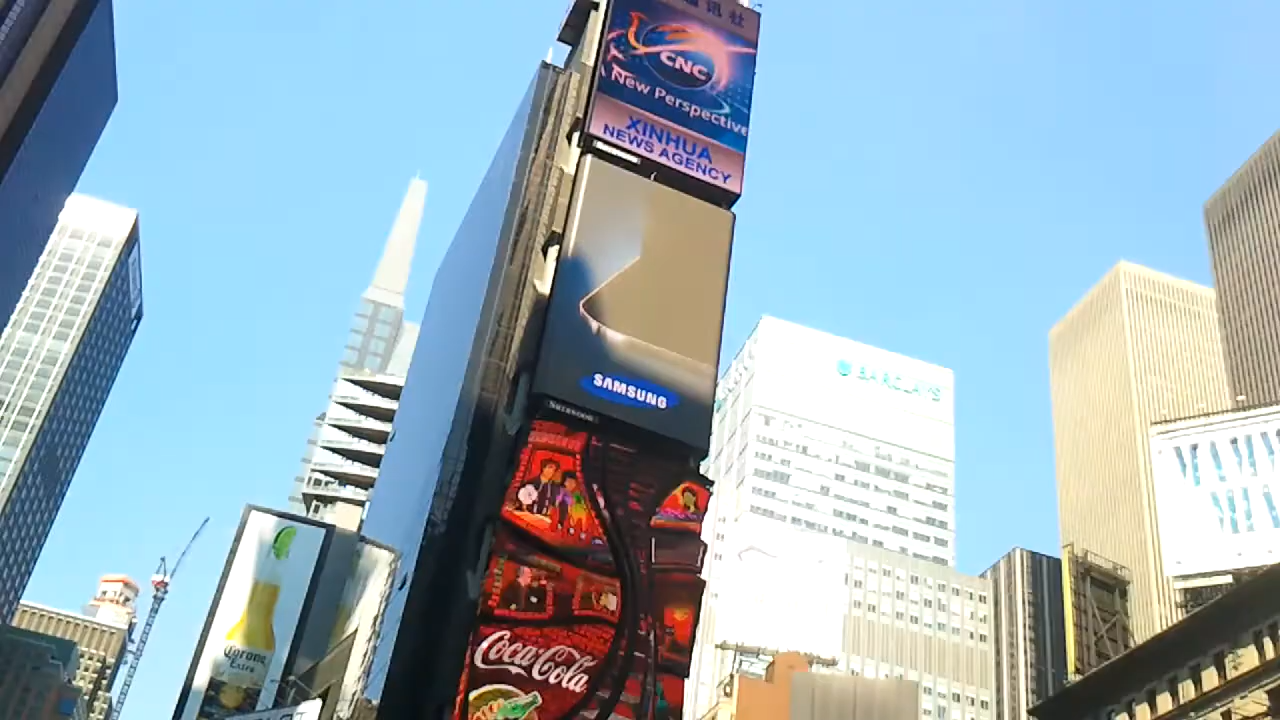 CNC
New Perspective
XINHUA
NEWS AGENCY
SAMSUNG
BARCLAYS
Corona
Extra
Coca-Cola